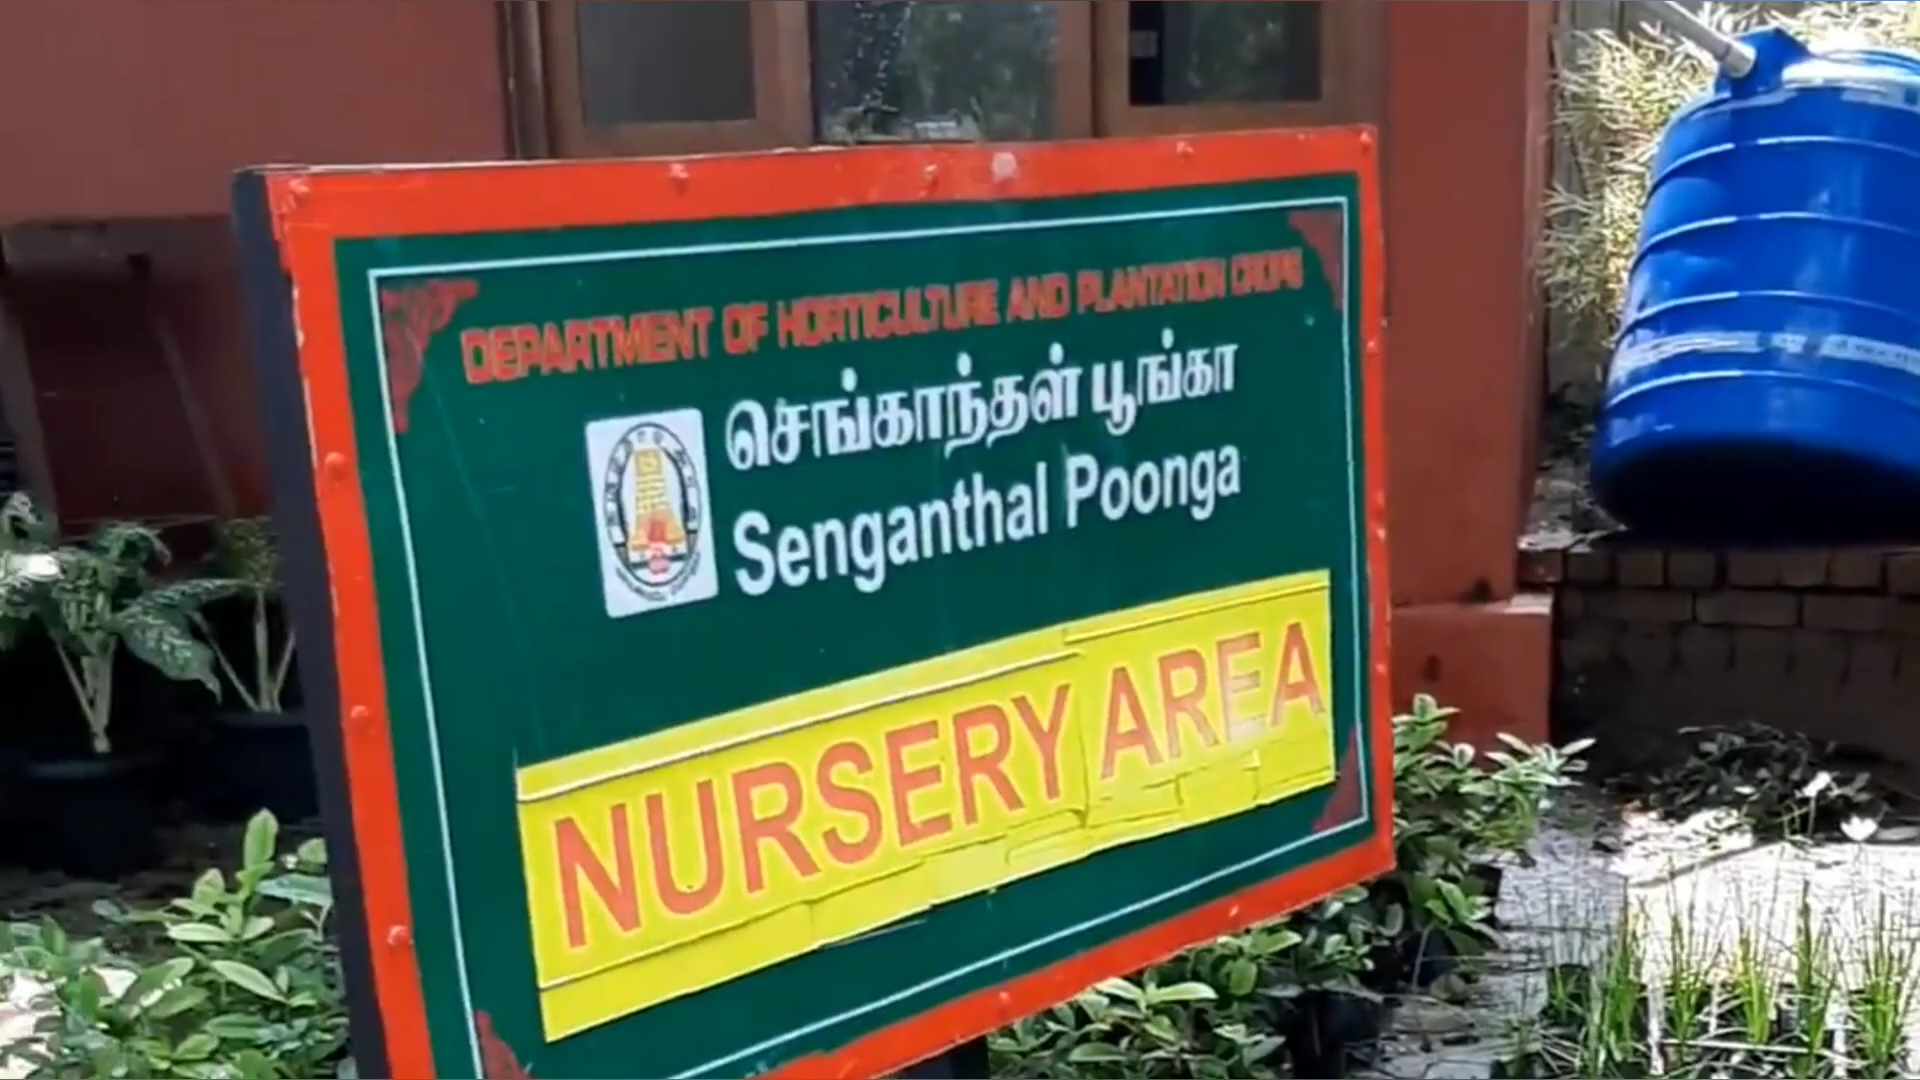 DEPARTMENT OF HORTICULTURE AND PLANTATION CROPS
செங்காந்தள் பூங்கா
Senganthal Poonga
NURSERY AREA